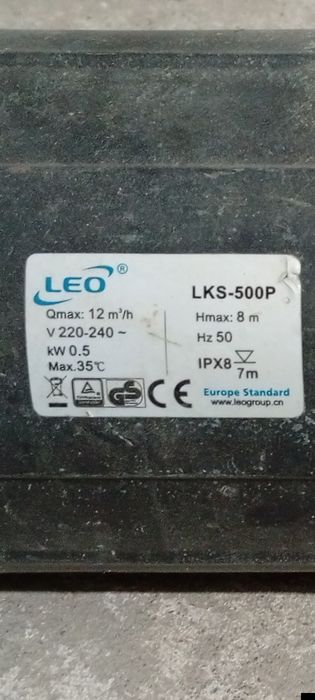 LEO®
LKS-500P
Qmax: 12 m³/h
Hmax: 8 m
V 220-240 ~
Hz 50
kW 0.5
IPX8 7m
Max.35℃
CE
Europe Standard
www.leogroup.cn